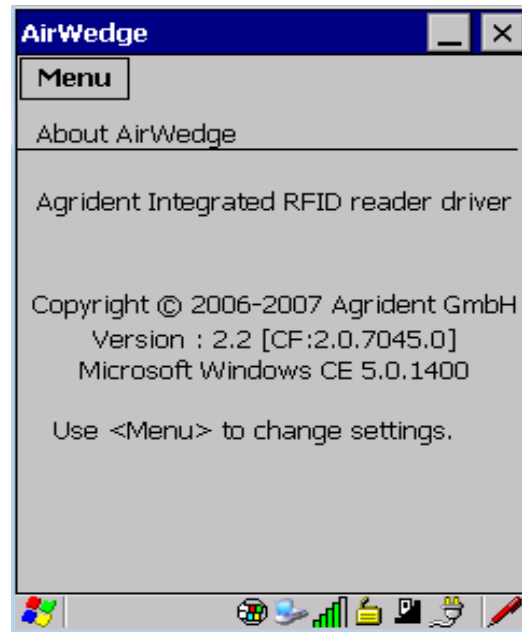 AirWedge
Menu
About AirWedge
Agrident Integrated RFID reader driver
Copyright © 2006-2007 Agrident GmbH
Version : 2.2 [CF:2.0.7045.0]
Microsoft Windows CE 5.0.1400
Use <Menu> to change settings.